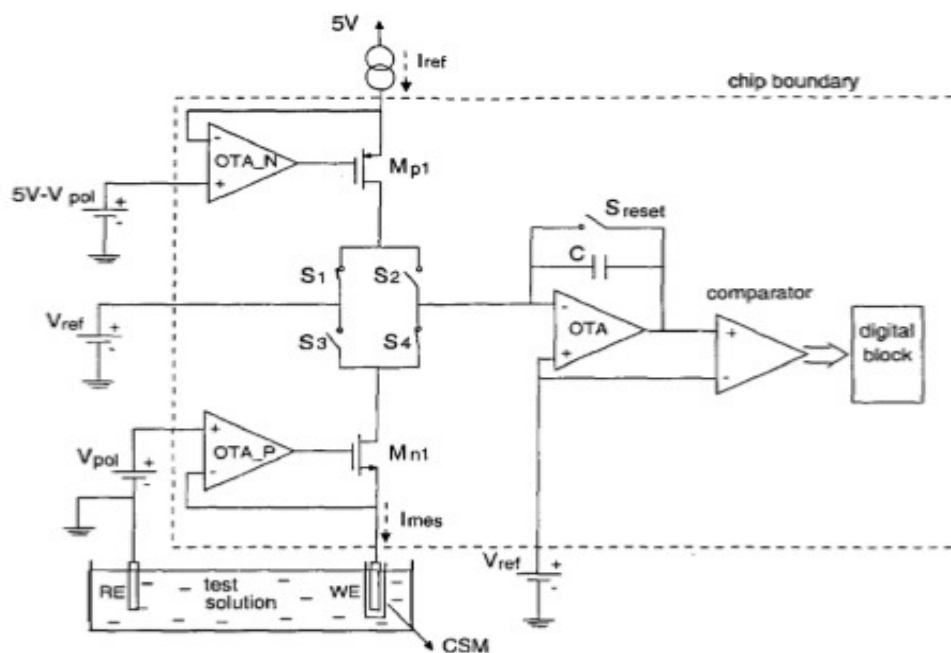 5V
Iref
chip boundary
-
OTA_N
+
Mp1
5V-Vpol
+
-
Sreset
C
S1
S2
comparator
Vref
+
-
S3
S4
-
OTA
+
+
-
digital
block
+
OTA_P
-
Mn1
Vpol
+
-
Imes
Vref
+
-
RE
test
solution
WE
CSM